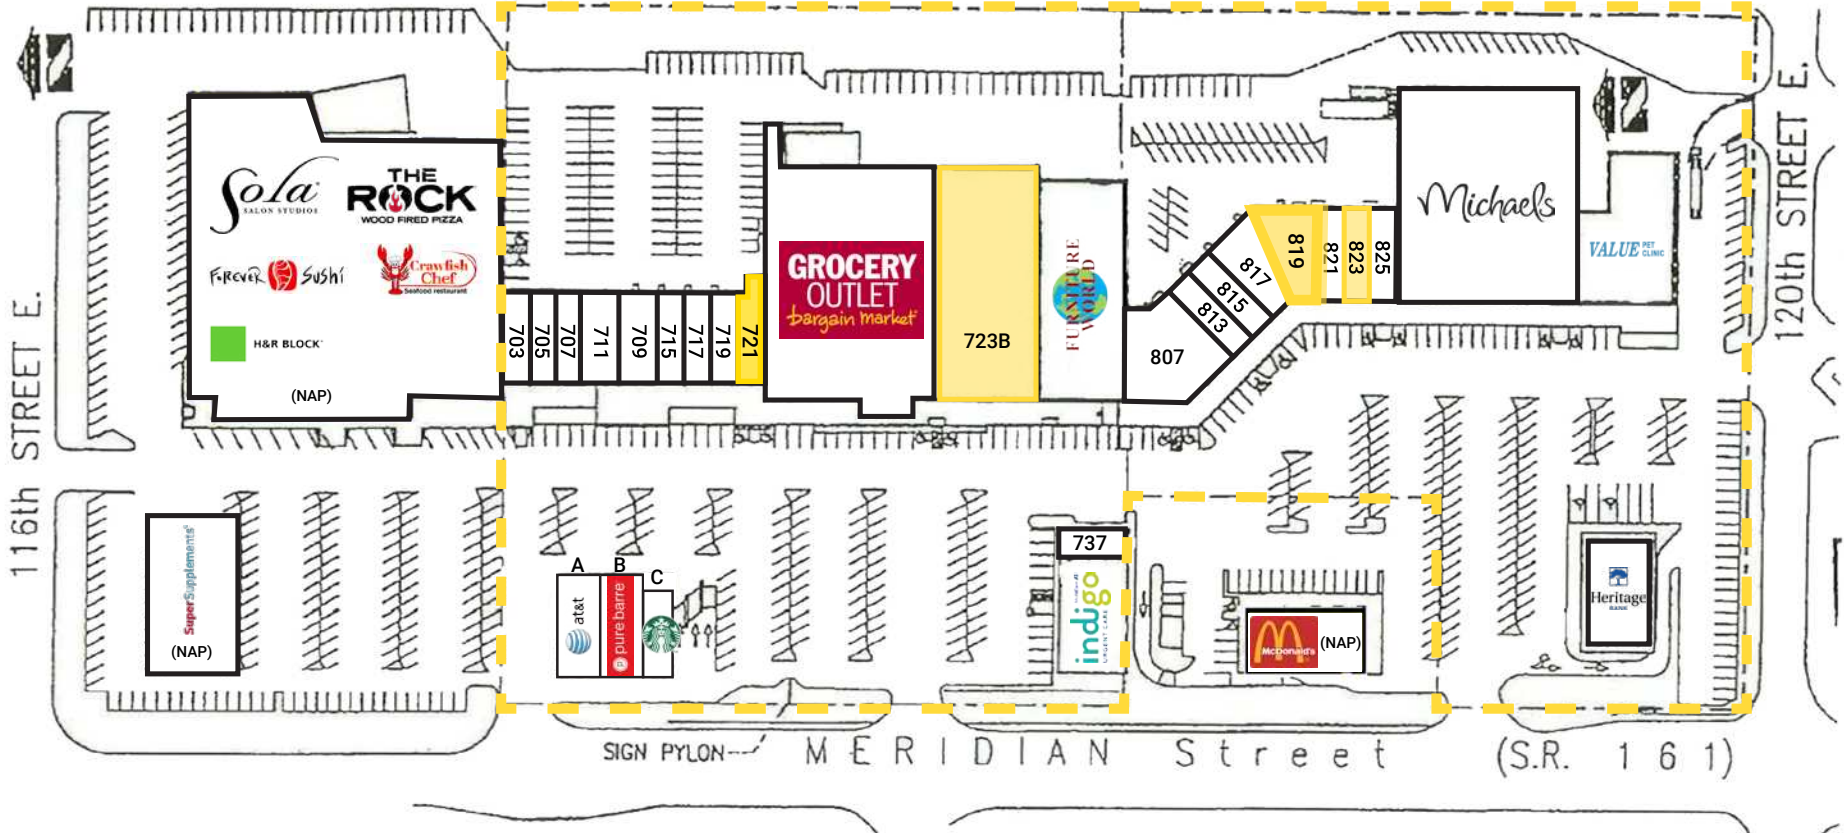 116th STREET E.
Sola
SALON STUDIOS
THE
ROCK
WOOD FIRED PIZZA
FOREVER SUSHI
Crawfish
Chef
Seafood restaurant
H&R BLOCK
(NAP)
703
705
707
711
709
715
717
719
721
GROCERY
OUTLET
bargain market
723B
FURNITURE
WORLD
807
813
815
817
819
821
823
825
Michaels
VALUE PET
CLINIC
120th STREET E.
SuperSupplements
(NAP)
A
B
C
at&t
purebarre
737
indigo
URGENT CARE
McDonald's
(NAP)
Heritage
BANK
SIGN PYLON
MERIDIAN Street (S.R. 161)